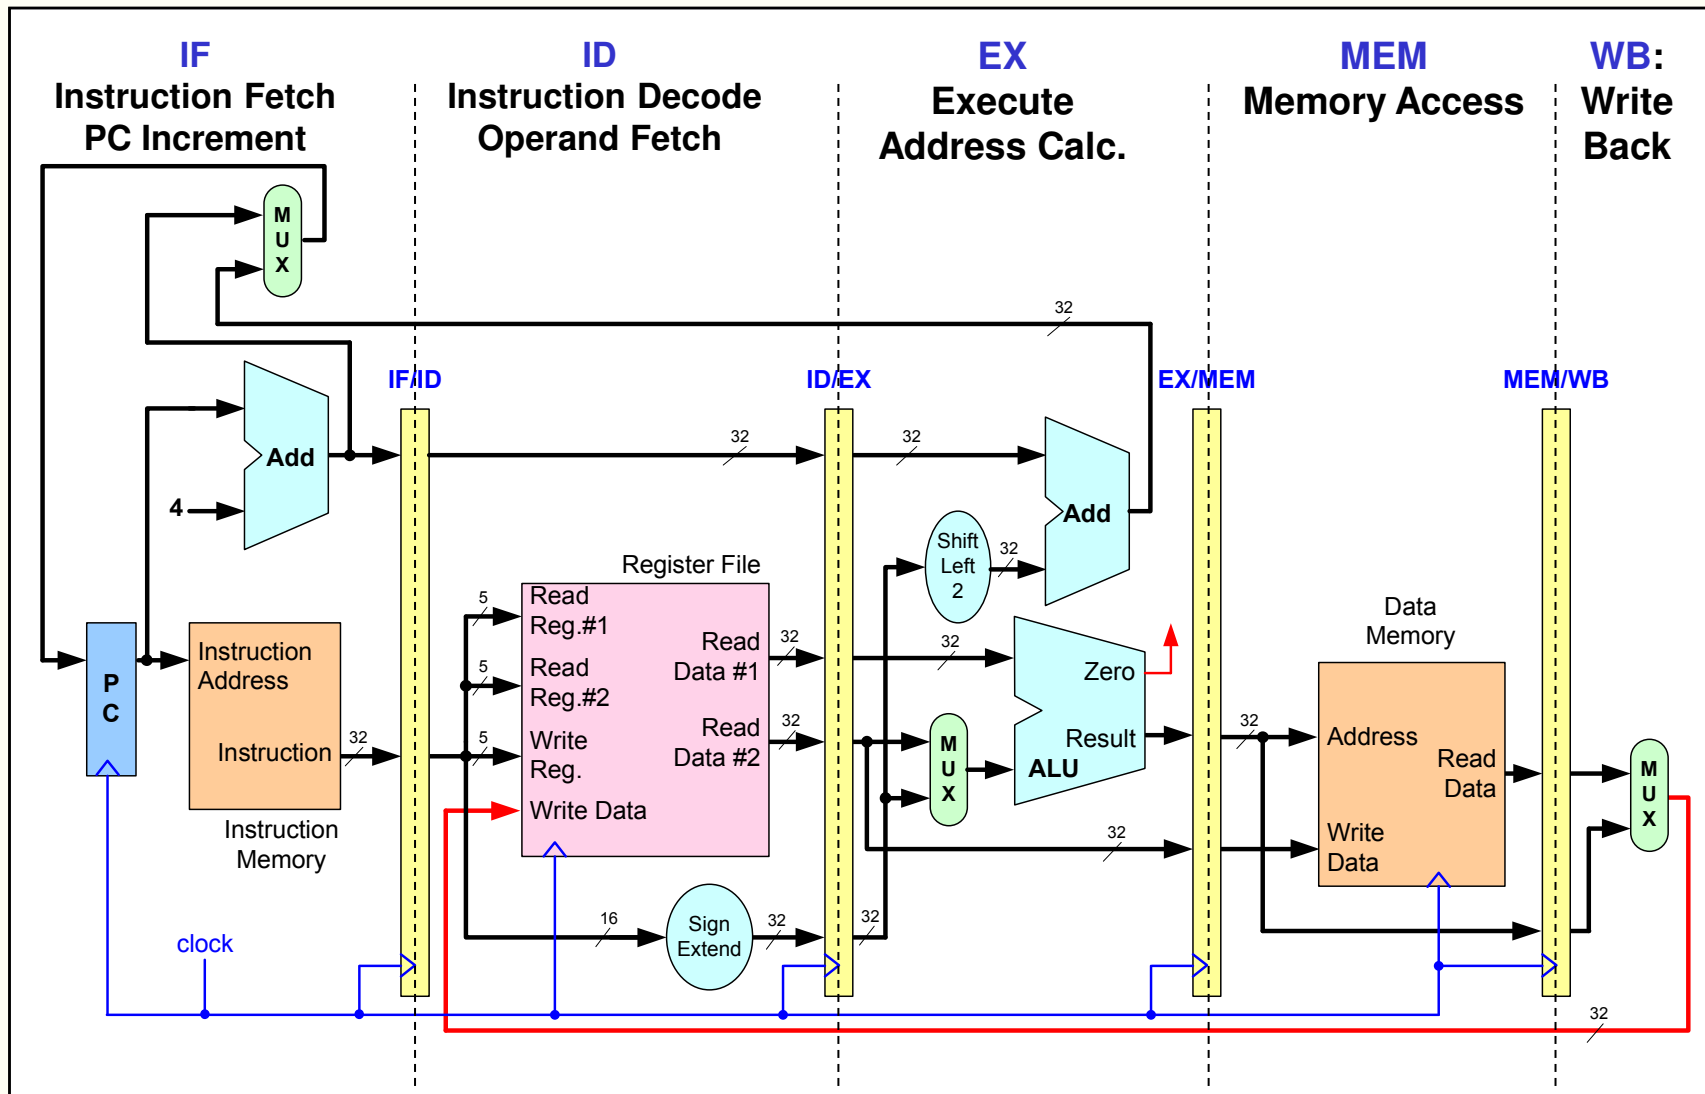 IF
Instruction Fetch
PC Increment
ID
Instruction Decode
Operand Fetch
EX
Execute
Address Calc.
MEM
Memory Access
WB:
Write
Back
M
U
X
32
IF/ID
ID/EX
EX/MEM
MEM/WB
Add
4
32
32
Add
Shift
Left
2
32
Register File
Read
Reg.#1
5
Read
Reg.#2
5
Write
Reg.
5
Write Data
Read
Data #1
32
Read
Data #2
32
P
C
Instruction
Address
Instruction
32
Instruction
Memory
32
Zero
Result
ALU
M
U
X
32
Data
Memory
32
Address
Read
Data
Write
Data
M
U
X
16
Sign
Extend
32
32
clock
32